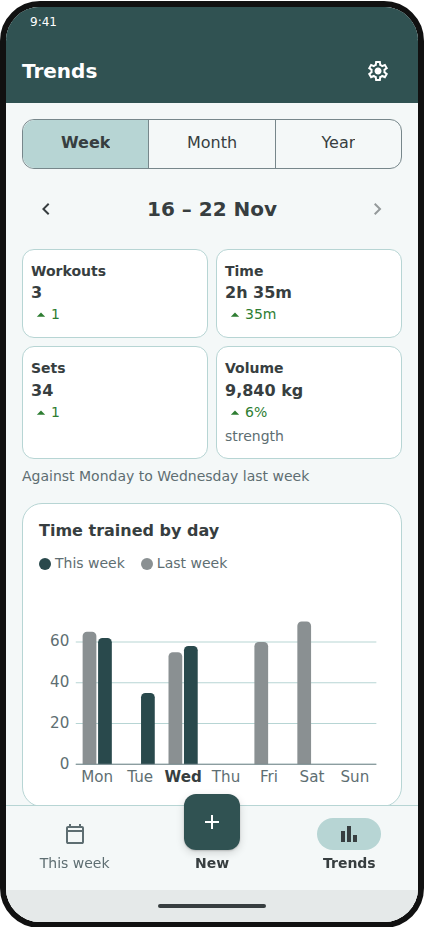 9:41
Trends
Week Month Year
16 – 22 Nov
Workouts
3
1
Time
2h 35m
35m
Sets
34
1
Volume
9,840 kg
6%
strength
Against Monday to Wednesday last week
Time trained by day
This week Last week
60
40
20
0
Mon Tue Wed Thu Fri Sat Sun
This week New Trends